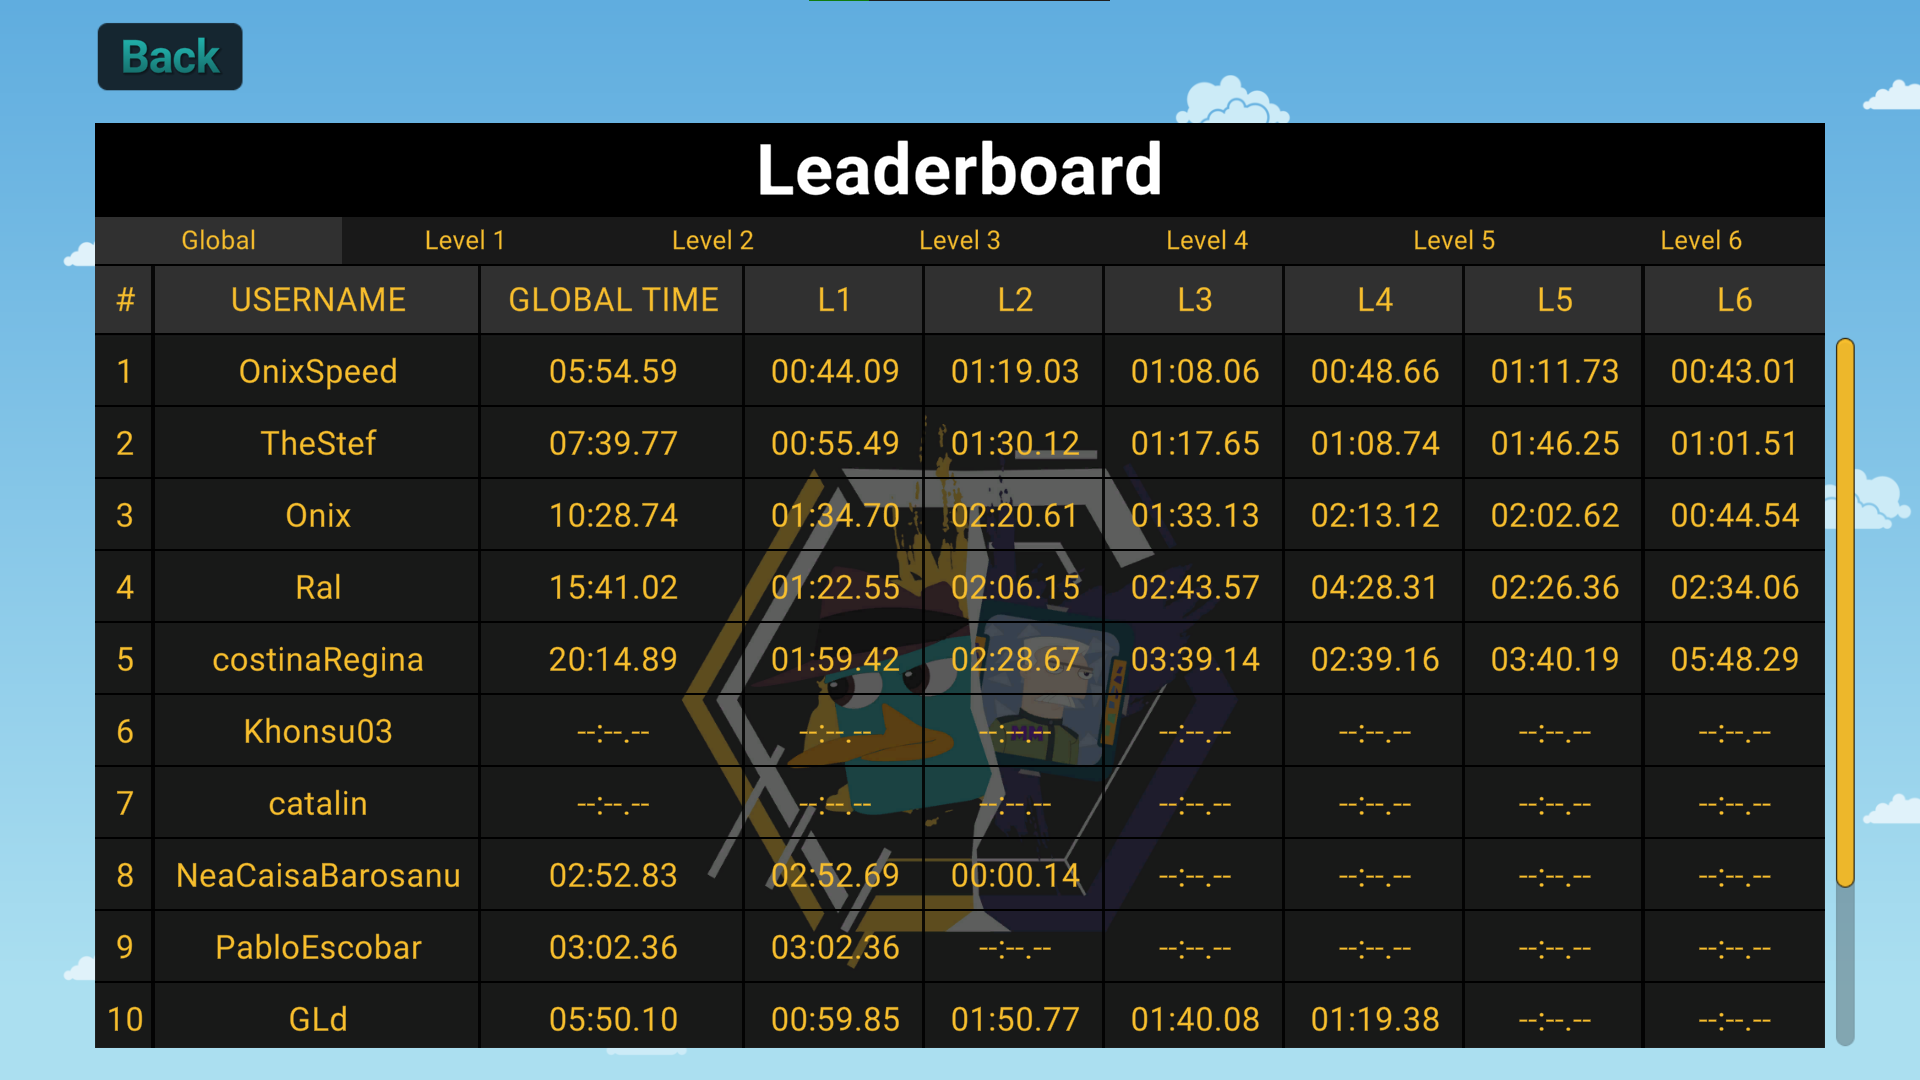 Back
Leaderboard
Global Level 1 Level 2 Level 3 Level 4 Level 5 Level 6
# USERNAME GLOBAL TIME L1 L2 L3 L4 L5 L6
1 OnixSpeed 05:54.59 00:44.09 01:19.03 01:08.06 00:48.66 01:11.73 00:43.01
2 TheStef 07:39.77 00:55.49 01:30.12 01:17.65 01:08.74 01:46.25 01:01.51
3 Onix 10:28.74 01:34.70 02:20.61 01:33.13 02:13.12 02:02.62 00:44.54
4 Ral 15:41.02 01:22.55 02:06.15 02:43.57 04:28.31 02:26.36 02:34.06
5 costinaRegina 20:14.89 01:59.42 02:28.67 03:39.14 02:39.16 03:40.19 05:48.29
6 Khonsu03 --:--.-- --:--.-- --:--.-- --:--.-- --:--.-- --:--.-- --:--.--
7 catalin --:--.-- --:--.-- --:--.-- --:--.-- --:--.-- --:--.-- --:--.--
8 NeaCaisaBarosanu 02:52.83 02:52.69 00:00.14 --:--.-- --:--.-- --:--.-- --:--.--
9 PabloEscobar 03:02.36 03:02.36 --:--.-- --:--.-- --:--.-- --:--.-- --:--.--
10 GLd 05:50.10 00:59.85 01:50.77 01:40.08 01:19.38 --:--.-- --:--.--